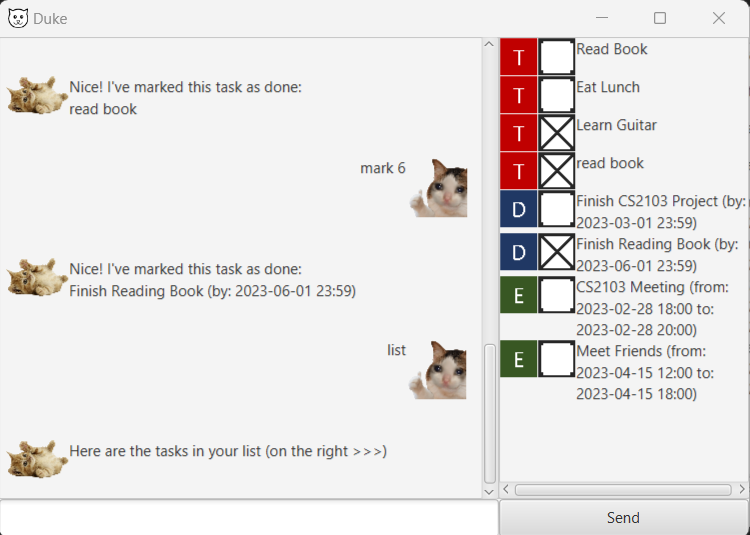 Duke
Nice! I've marked this task as done:
read book
mark 6
Nice! I've marked this task as done:
Finish Reading Book (by: 2023-06-01 23:59)
list
Here are the tasks in your list (on the right >>>)
T Read Book
T Eat Lunch
T Learn Guitar
T read book
D Finish CS2103 Project (by:
2023-03-01 23:59)
D Finish Reading Book (by:
2023-06-01 23:59)
E CS2103 Meeting (from:
2023-02-28 18:00 to:
2023-02-28 20:00)
E Meet Friends (from:
2023-04-15 12:00 to:
2023-04-15 18:00)
Send